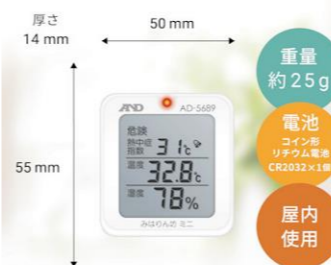 厚さ
14 mm
50 mm
55 mm
AND
AD-5689
危険
熱中症
指数
31℃
温度
32.8℃
湿度
78%
みはりん坊 ミニ
重量
約25g
電池
コイン形
リチウム電池
CR2032×1個
屋内
使用